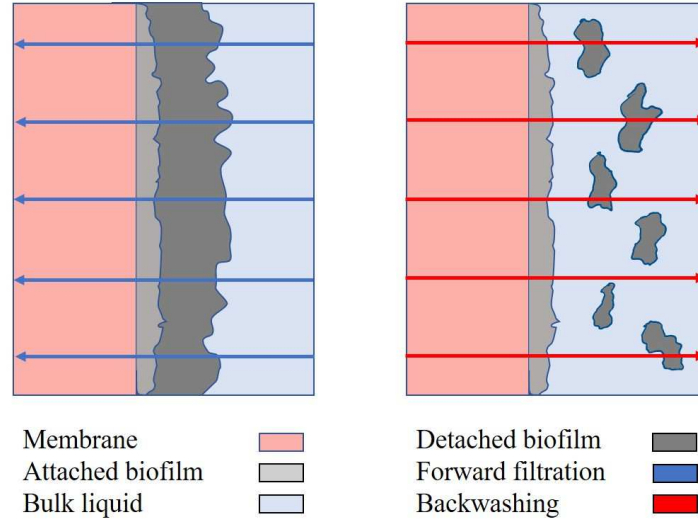 Membrane
Attached biofilm
Bulk liquid
Detached biofilm
Forward filtration
Backwashing